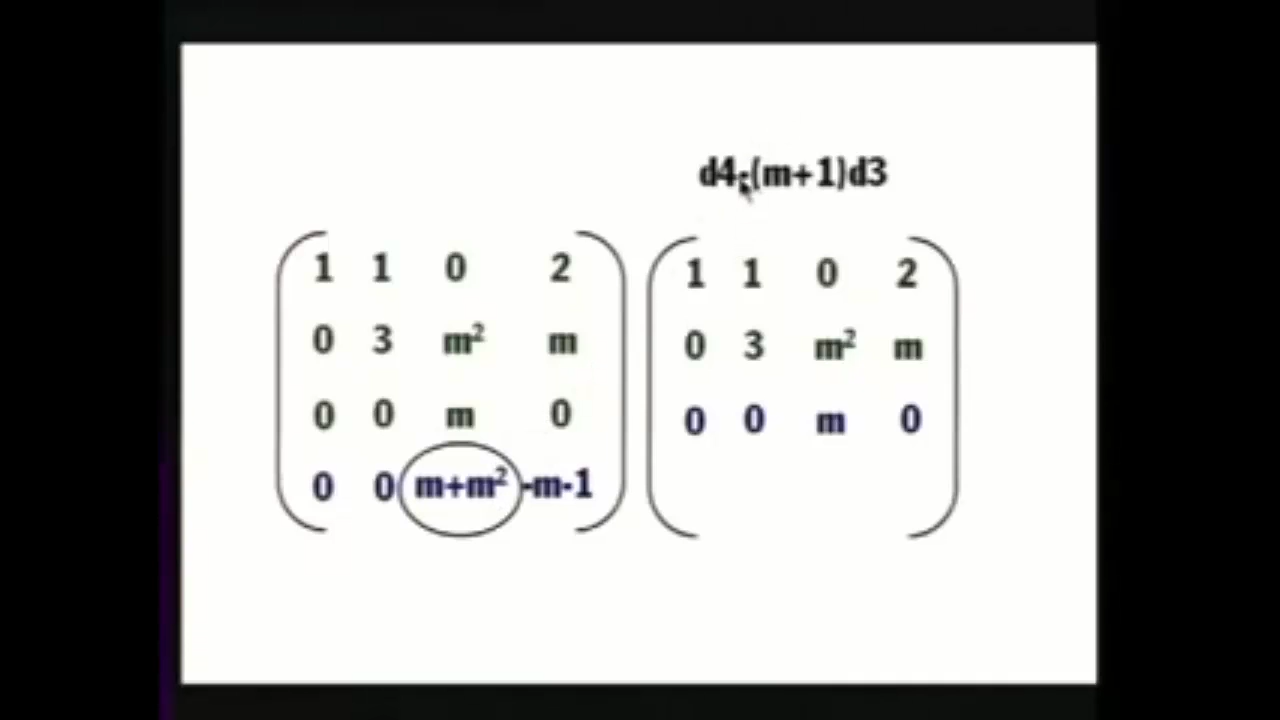 d4-(m+1)d3
1 1 0 2
0 3 m² m
0 0 m 0
0 0 m+m² -m-1
1 1 0 2
0 3 m² m
0 0 m 0